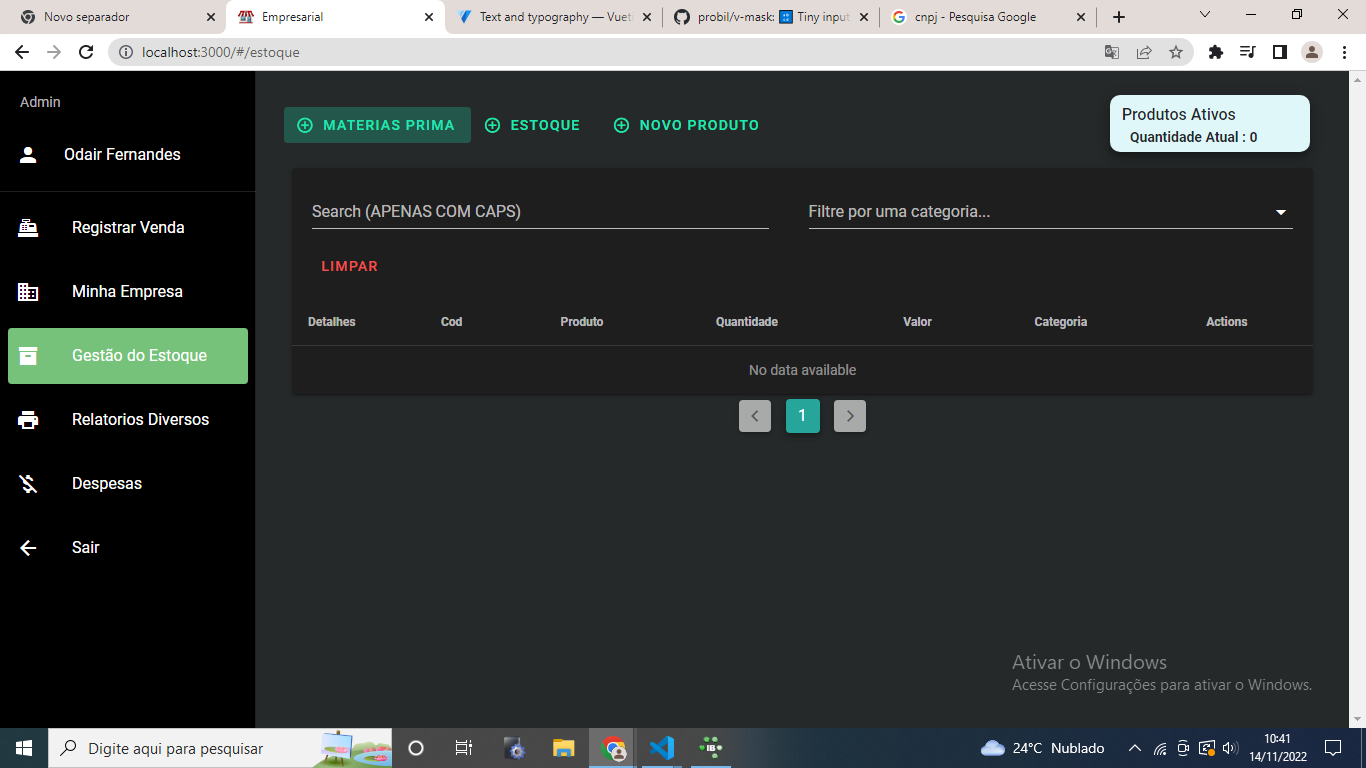 Novo separador
Empresarial
Text and typography — Vuet
probil/v-mask: Tiny input
cnpj - Pesquisa Google
localhost:3000/#/estoque
Admin
Odair Fernandes
Registrar Venda
Minha Empresa
Gestão do Estoque
Relatorios Diversos
Despesas
Sair
MATERIAS PRIMA
ESTOQUE
NOVO PRODUTO
Produtos Ativos
Quantidade Atual : 0
Search (APENAS COM CAPS)
Filtre por uma categoria...
LIMPAR
Detalhes Cod Produto Quantidade Valor Categoria Actions
No data available
1
Ativar o Windows
Acesse Configurações para ativar o Windows.
Digite aqui para pesquisar
24°C Nublado
10:41
14/11/2022